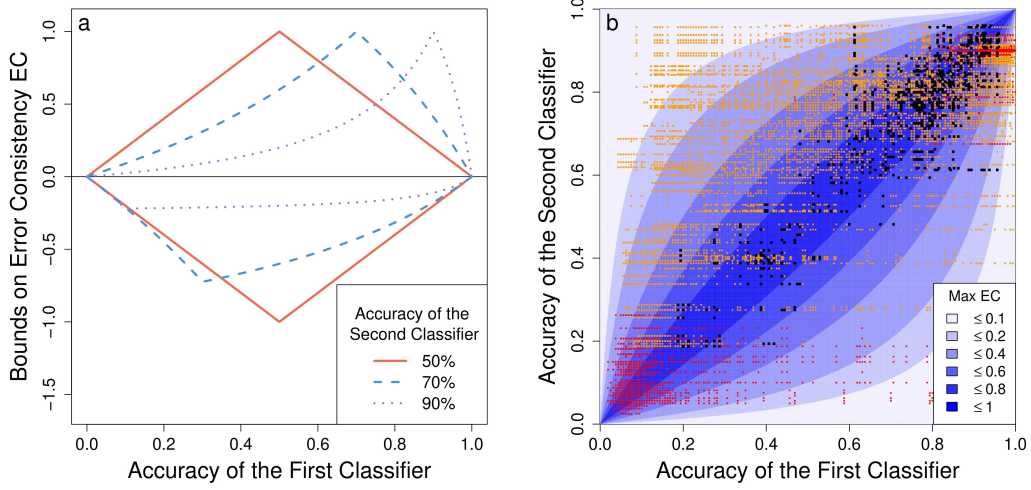 a
Bounds on Error Consistency EC
1.0
0.5
0.0
−0.5
−1.0
−1.5
0.0 0.2 0.4 0.6 0.8 1.0
Accuracy of the First Classifier
Accuracy of the
Second Classifier
50%
70%
90%
b
Accuracy of the Second Classifier
1.0
0.8
0.6
0.4
0.2
0.0
0.0 0.2 0.4 0.6 0.8 1.0
Accuracy of the First Classifier
Max EC
≤ 0.1
≤ 0.2
≤ 0.4
≤ 0.6
≤ 0.8
≤ 1